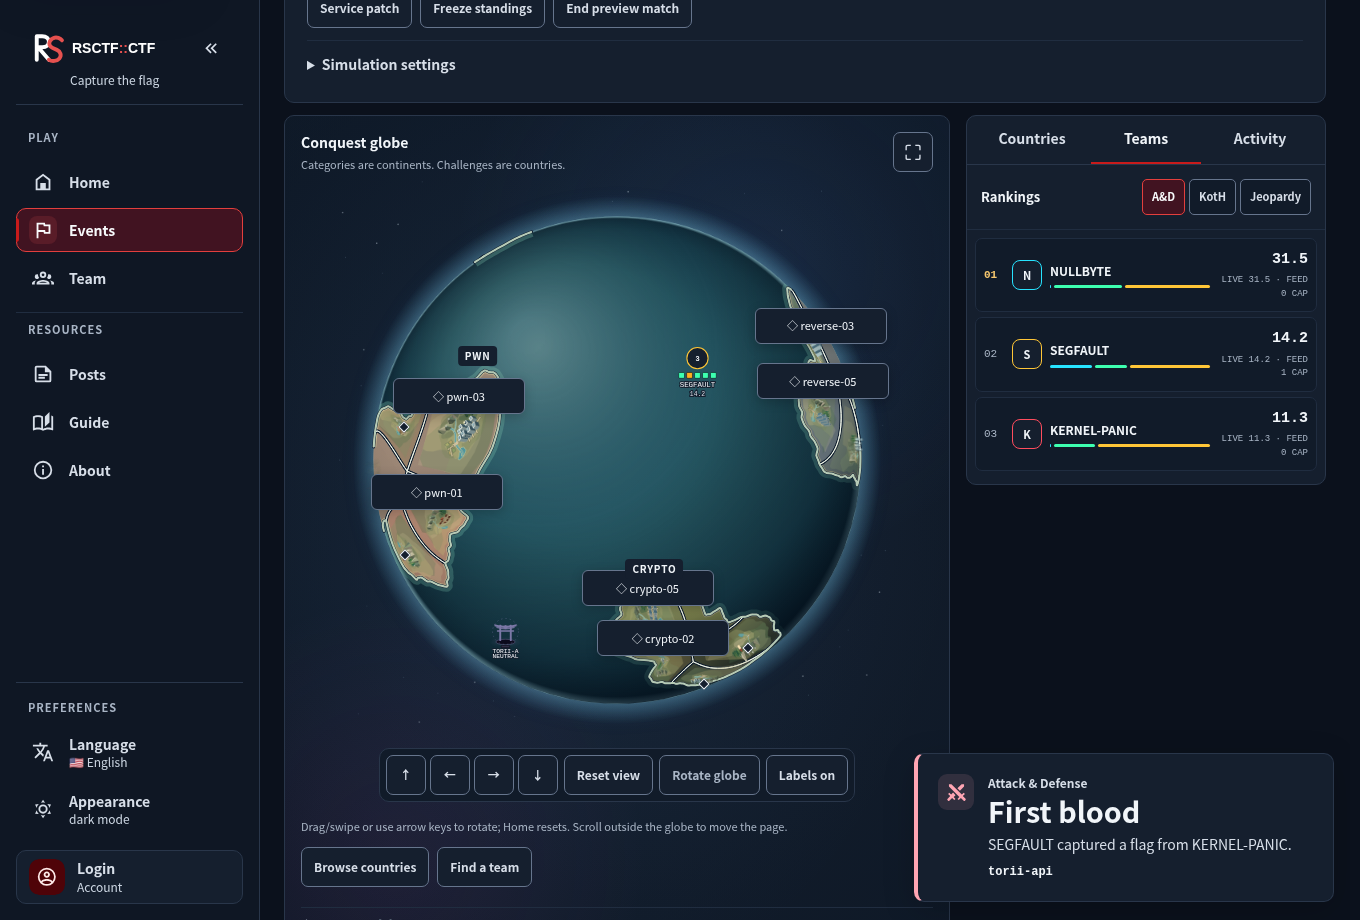 RSCTF::CTF
Capture the flag
PLAY
Home
Events
Team
RESOURCES
Posts
Guide
About
PREFERENCES
Language
🇺🇸 English
Appearance
dark mode
Login
Account
Service patch
Freeze standings
End preview match
▶ Simulation settings
Conquest globe
Categories are continents. Challenges are countries.
reverse-03
PWN
3
SEGFAULT
14.2
reverse-05
pwn-03
pwn-01
CRYPTO
crypto-05
crypto-02
TORII-A
NEUTRAL
↑
←
→
↓
Reset view
Rotate globe
Labels on
Drag/swipe or use arrow keys to rotate; Home resets. Scroll outside the globe to move the page.
Browse countries
Find a team
Countries
Teams
Activity
Rankings
A&D
KotH
Jeopardy
01
N
NULLBYTE
31.5
LIVE 31.5 · FEED
0 CAP
02
S
SEGFAULT
14.2
LIVE 14.2 · FEED
1 CAP
03
K
KERNEL-PANIC
11.3
LIVE 11.3 · FEED
0 CAP
Attack & Defense
First blood
SEGFAULT captured a flag from KERNEL-PANIC.
torii-api